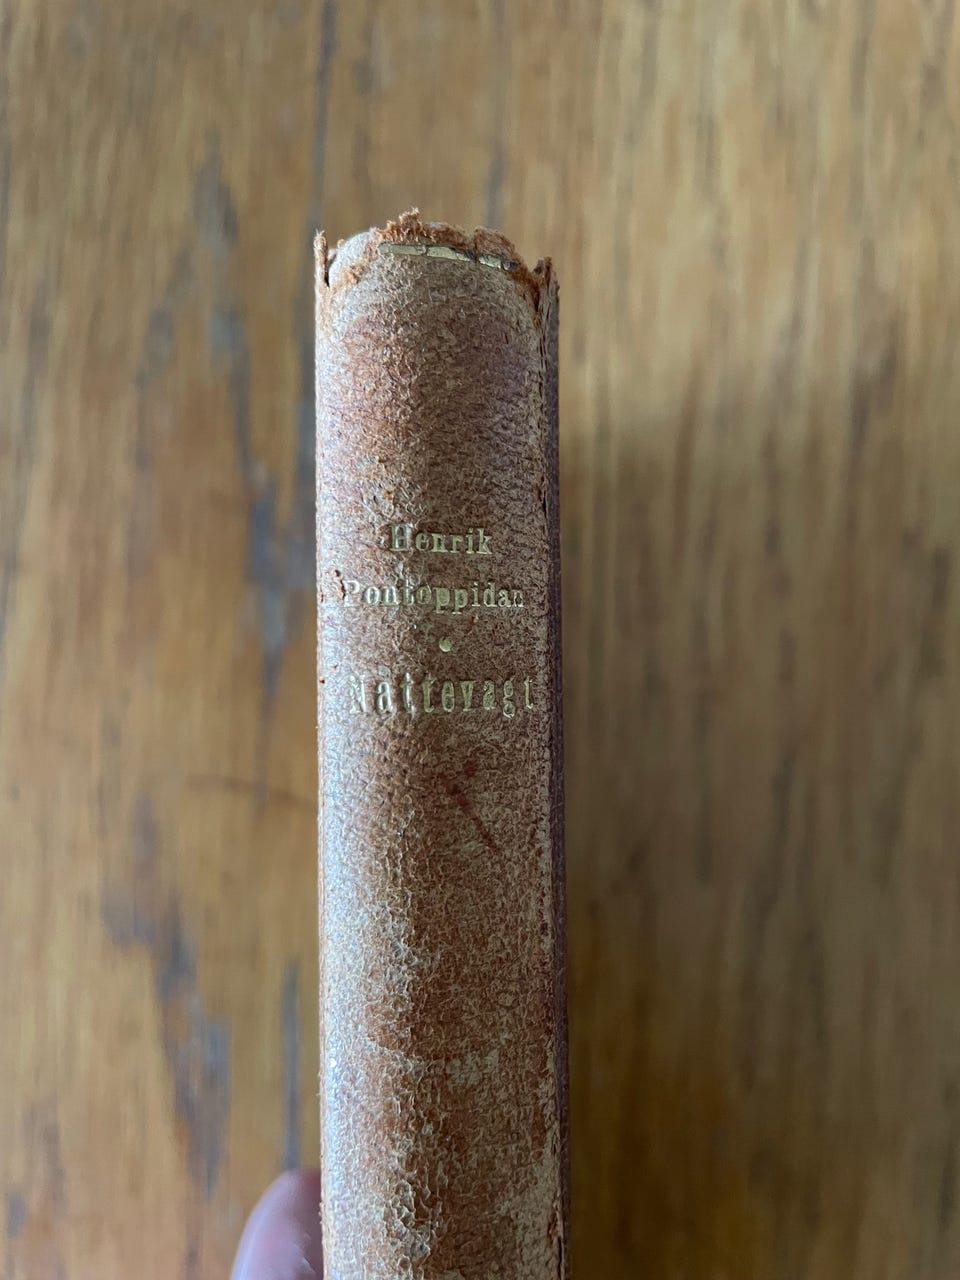 Henrik
Pontoppidan
Nattevagt